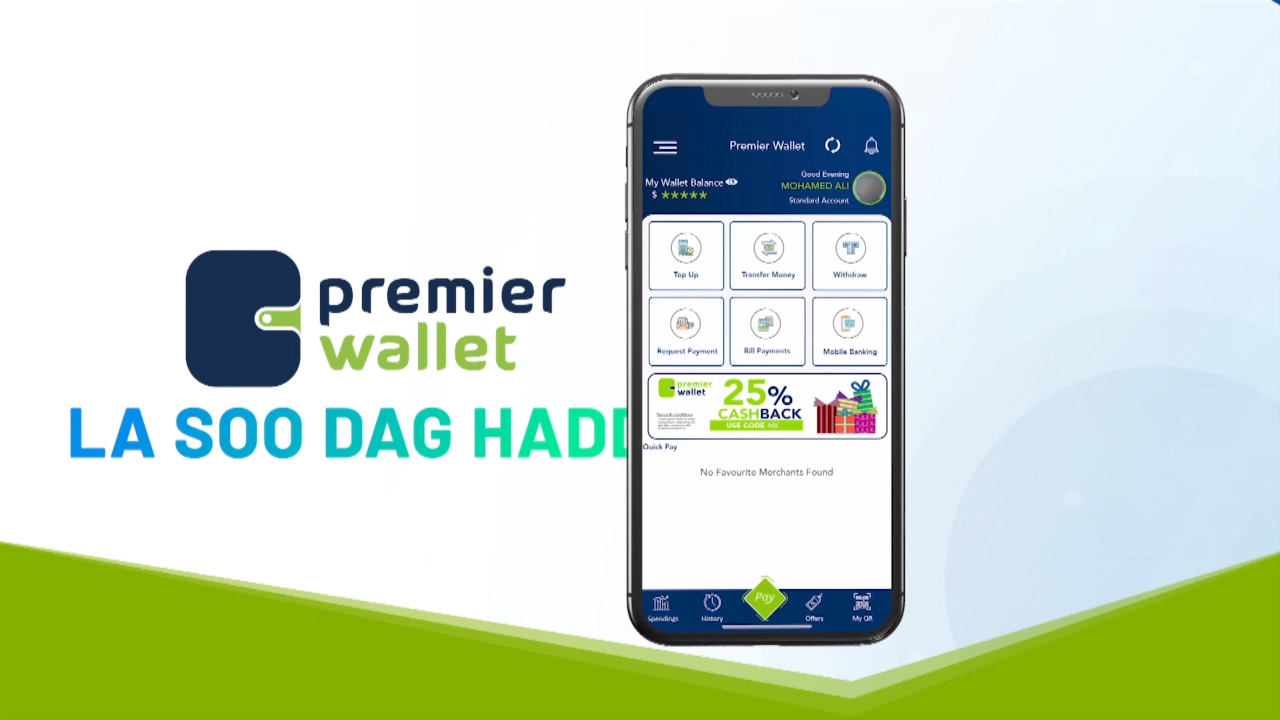 premier
wallet
LA SOO DAG HADD
Premier Wallet
Good Evening
My Wallet Balance
MOHAMED ALI
$ *****
Standard Account
Top Up
Transfer Money
Withdraw
Request Payment
Bill Payments
Mobile Banking
premier
wallet
25%
CASHBACK
USE CODE ABC
Terms & conditions
Quick Pay
No Favourite Merchants Found
Pay
Spendings
History
Offers
My QR